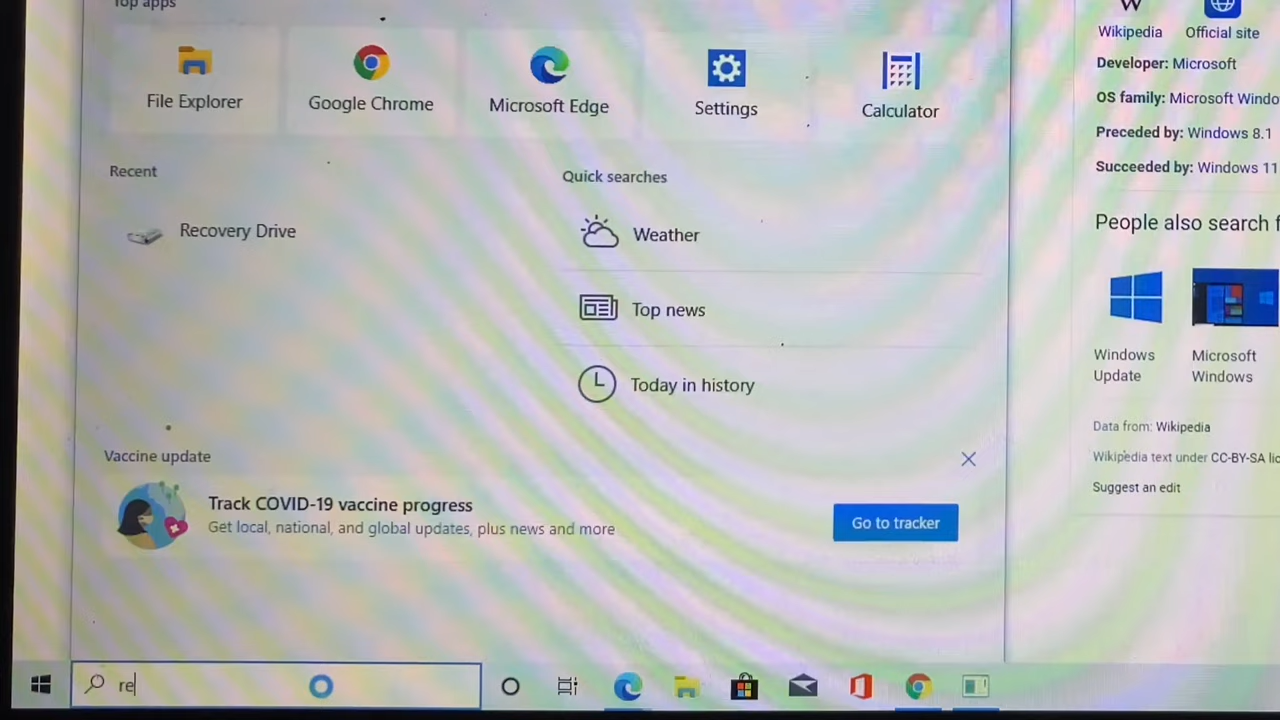 Top apps
File Explorer
Google Chrome
Microsoft Edge
Settings
Calculator
Recent
Recovery Drive
Quick searches
Weather
Top news
Today in history
Vaccine update
Track COVID-19 vaccine progress
Get local, national, and global updates, plus news and more
Go to tracker
re
W
Wikipedia
Official site
Developer: Microsoft
OS family: Microsoft Windo
Preceded by: Windows 8.1
Succeeded by: Windows 11
People also search f
Windows
Update
Microsoft
Windows
Data from: Wikipedia
Wikipedia text under CC-BY-SA lic
Suggest an edit